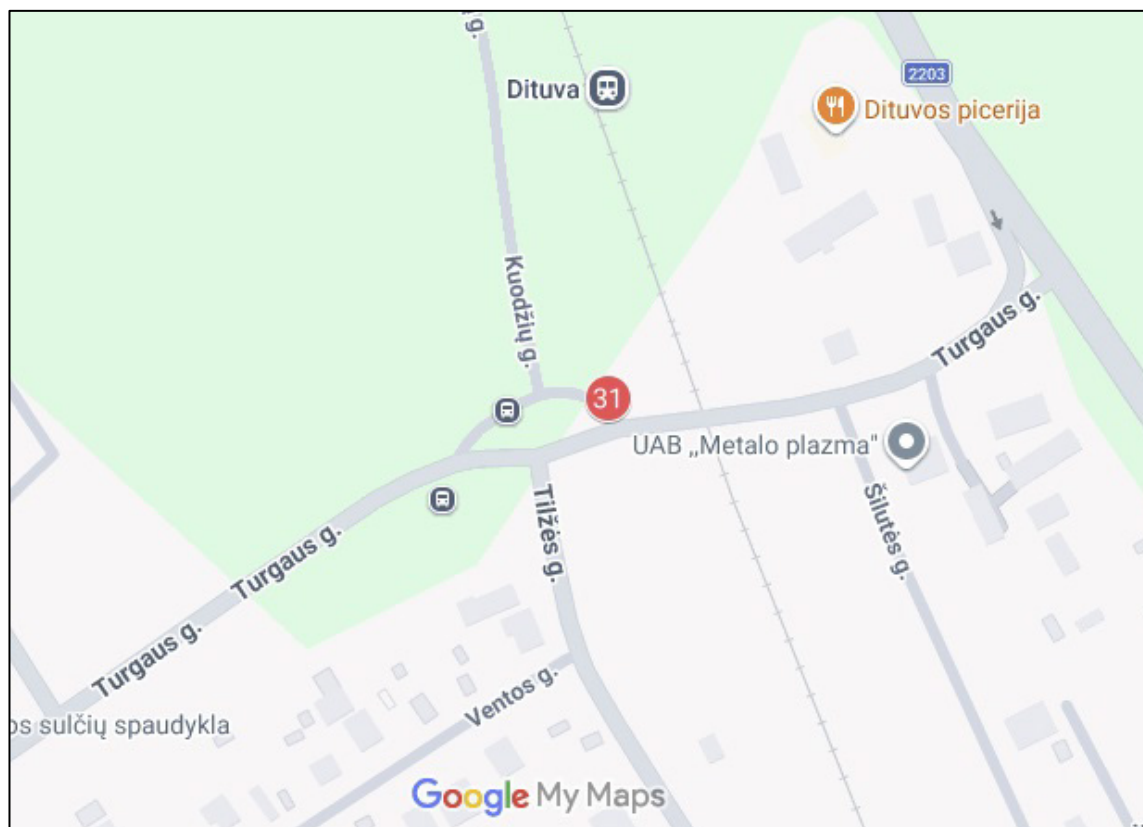 g.
2203
Dituva
Dituvos picerija
Kuodžių g.
Turgaus g.
31
UAB „Metalo plazma"
Tilžės g.
Šilutės g.
Turgaus g.
Turgaus g.
Ventos g.
os sulčių spaudykla
Google My Maps